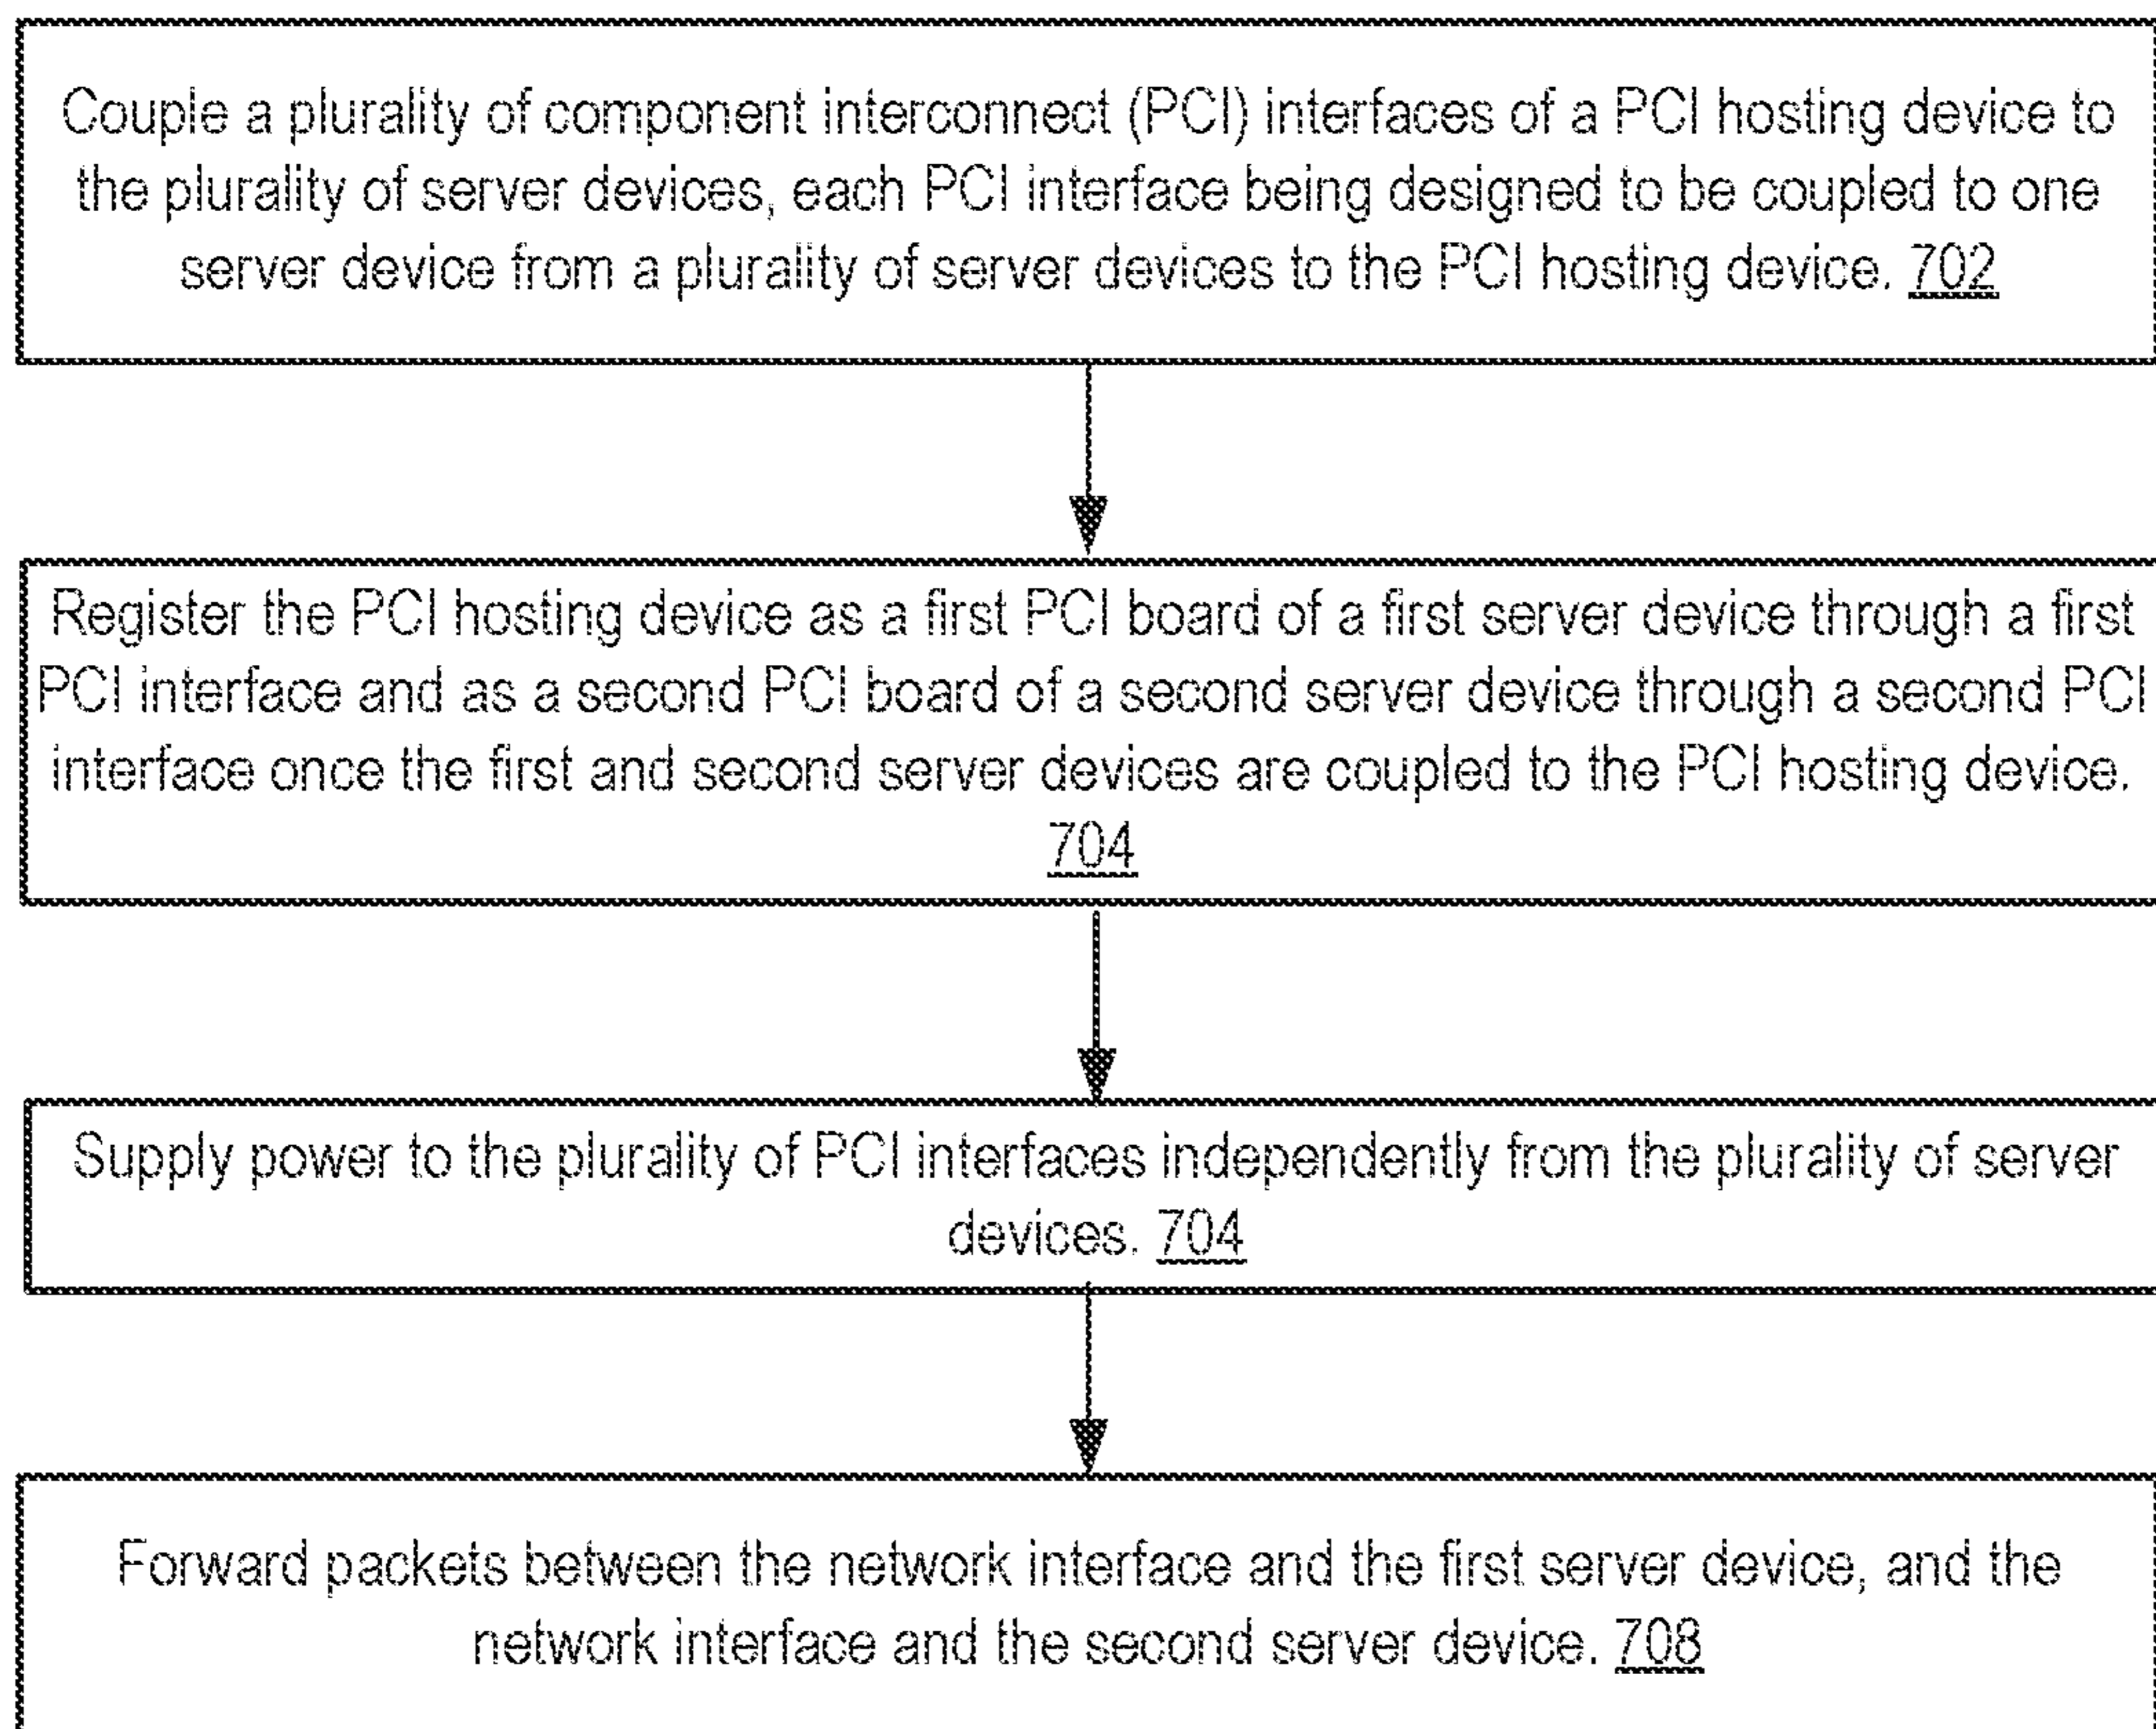 Couple a plurality of component interconnect (PCI) interfaces of a PCI hosting device to
the plurality of server devices, each PCI interface being designed to be coupled to one
server device from a plurality of server devices to the PCI hosting device. 702
Register the PCI hosting device as a first PCI board of a first server device through a first
PCI interface and as a second PCI board of a second server device through a second PCI
interface once the first and second server devices are coupled to the PCI hosting device.
704
Supply power to the plurality of PCI interfaces independently from the plurality of server
devices. 704
Forward packets between the network interface and the first server device, and the
network interface and the second server device. 708